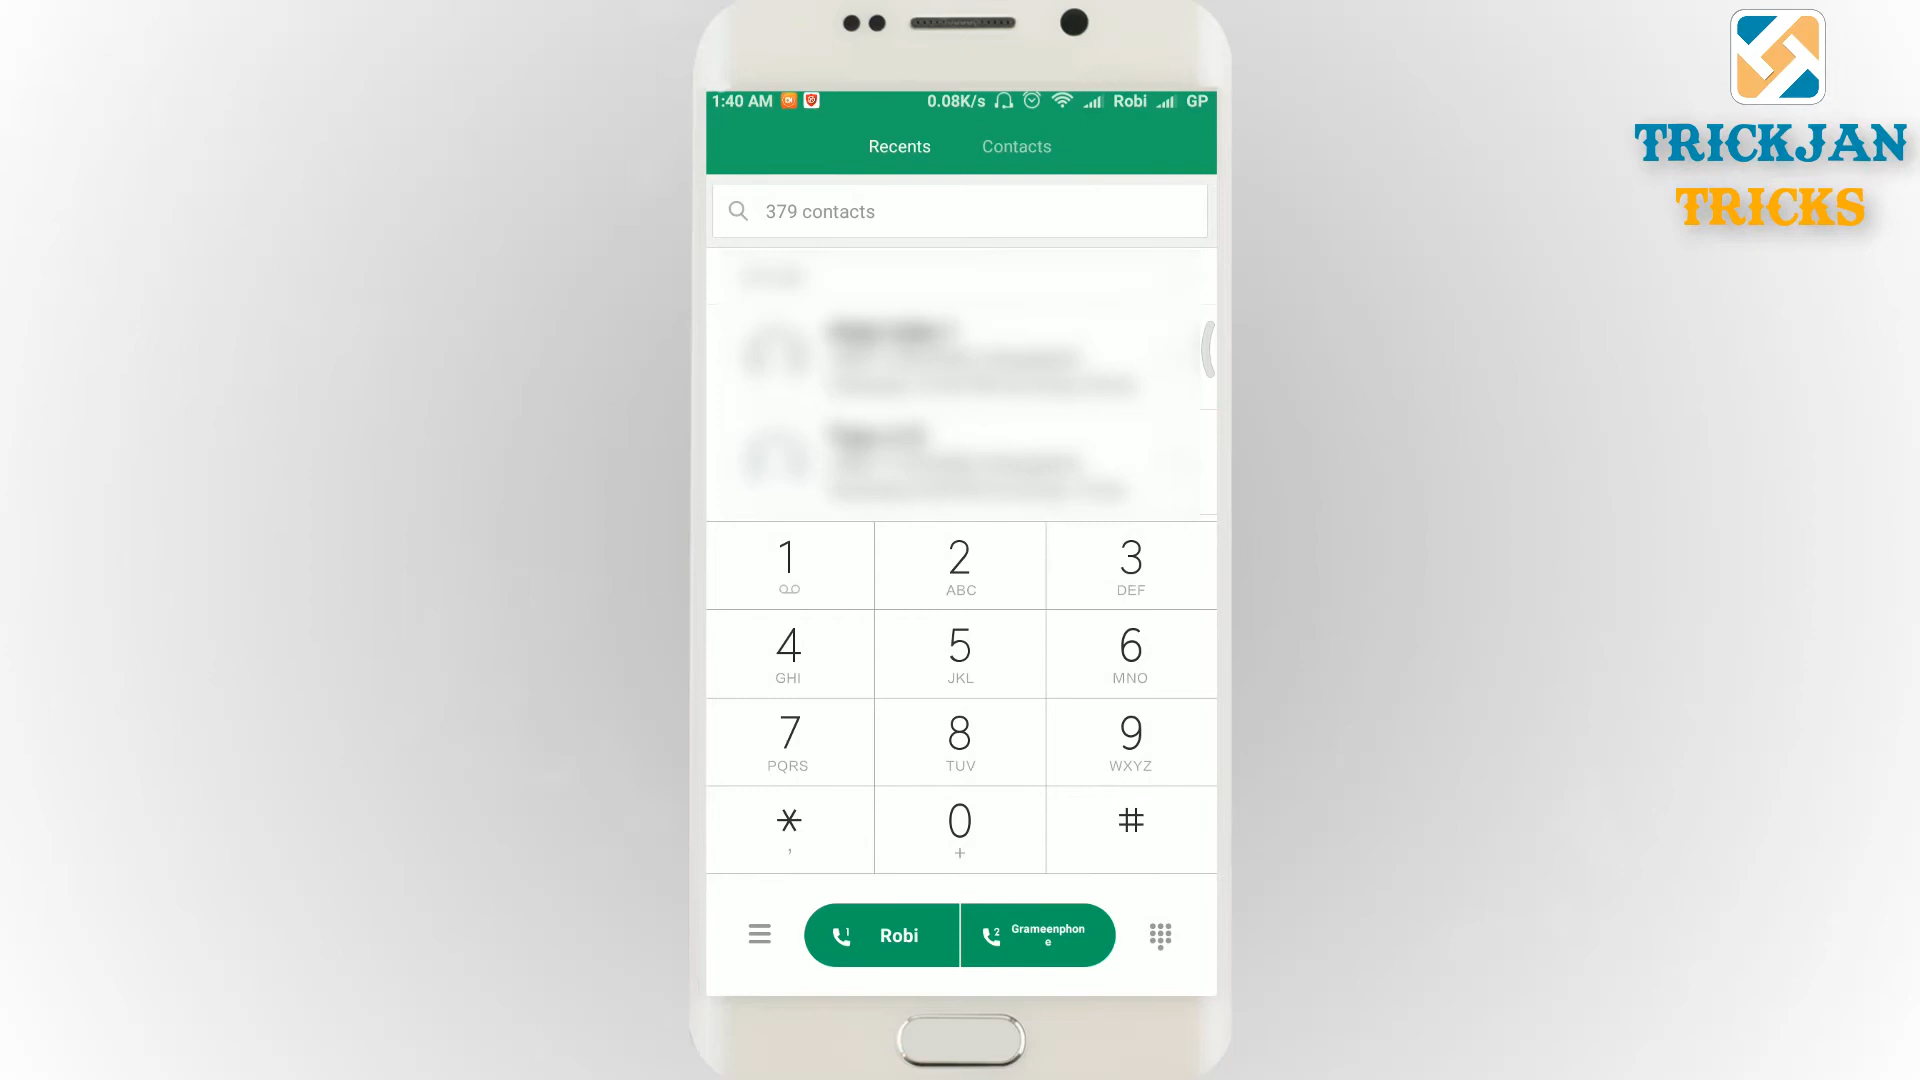 1:40 AM 0.08K/s Robi GP
Recents Contacts
379 contacts
1 2 3
ABC DEF
4 5 6
GHI JKL MNO
7 8 9
PQRS TUV WXYZ
* 0 #
, +
1 Robi 2 Grameenphon
e
TRICKJAN
TRICKS